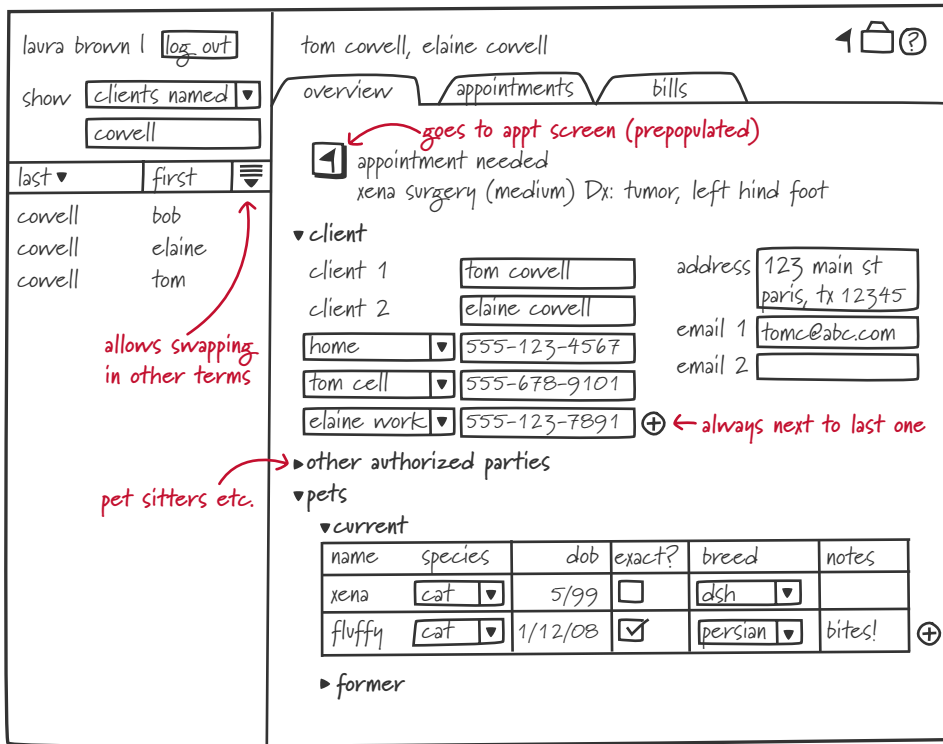 laura brown | log out
show clients named
cowell
last first
cowell bob
cowell elaine
cowell tom
allows swapping
in other terms
pet sitters etc.
tom cowell, elaine cowell
?
overview appointments bills
goes to appt screen (prepopulated)
appointment needed
xena surgery (medium) Dx: tumor, left hind foot
client
client 1 tom cowell
client 2 elaine cowell
home 555-123-4567
tom cell 555-678-9101
elaine work 555-123-7891
address 123 main st
paris, tx 12345
email 1 tomc@abc.com
email 2
always next to last one
other authorized parties
pets
current
name species dob exact? breed notes
xena cat 5/99 dsh
fluffy cat 1/12/08 persian bites!
former